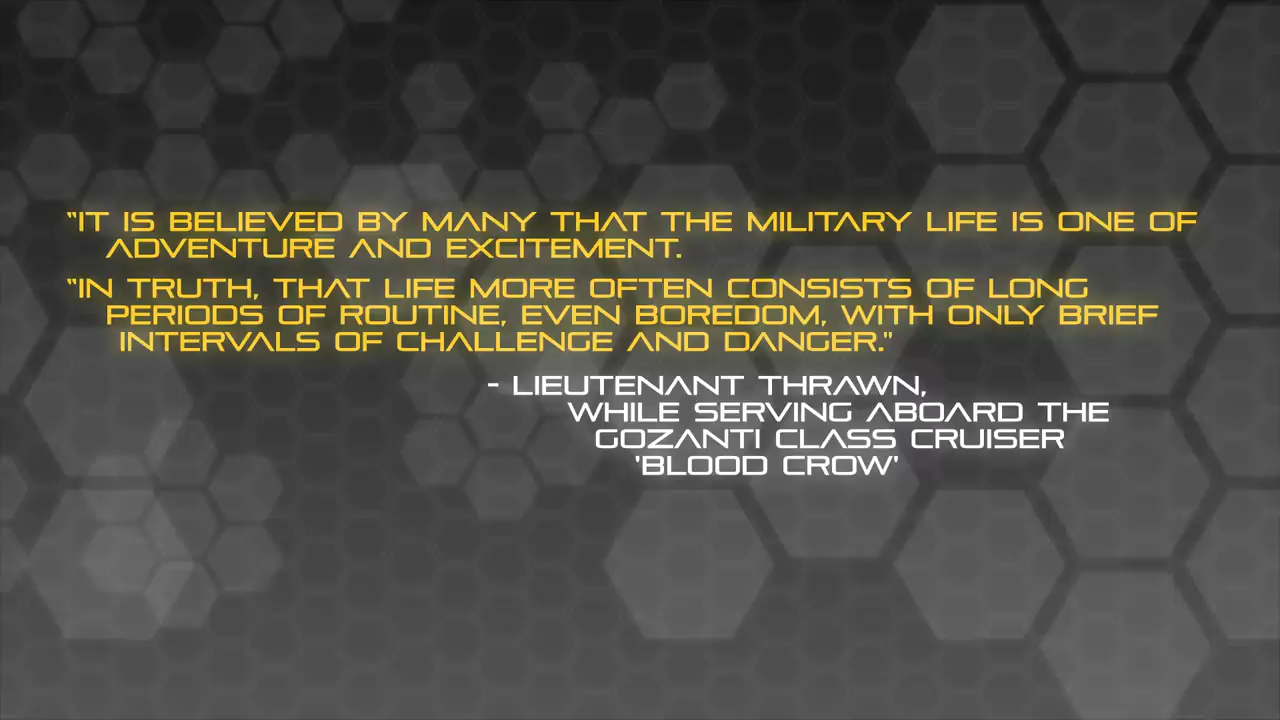 "IT IS BELIEVED BY MANY THAT THE MILITARY LIFE IS ONE OF
ADVENTURE AND EXCITEMENT.
"IN TRUTH, THAT LIFE MORE OFTEN CONSISTS OF LONG
PERIODS OF ROUTINE, EVEN BOREDOM, WITH ONLY BRIEF
INTERVALS OF CHALLENGE AND DANGER."
- LIEUTENANT THRAWN,
WHILE SERVING ABOARD THE
GOZANTI CLASS CRUISER
'BLOOD CROW'